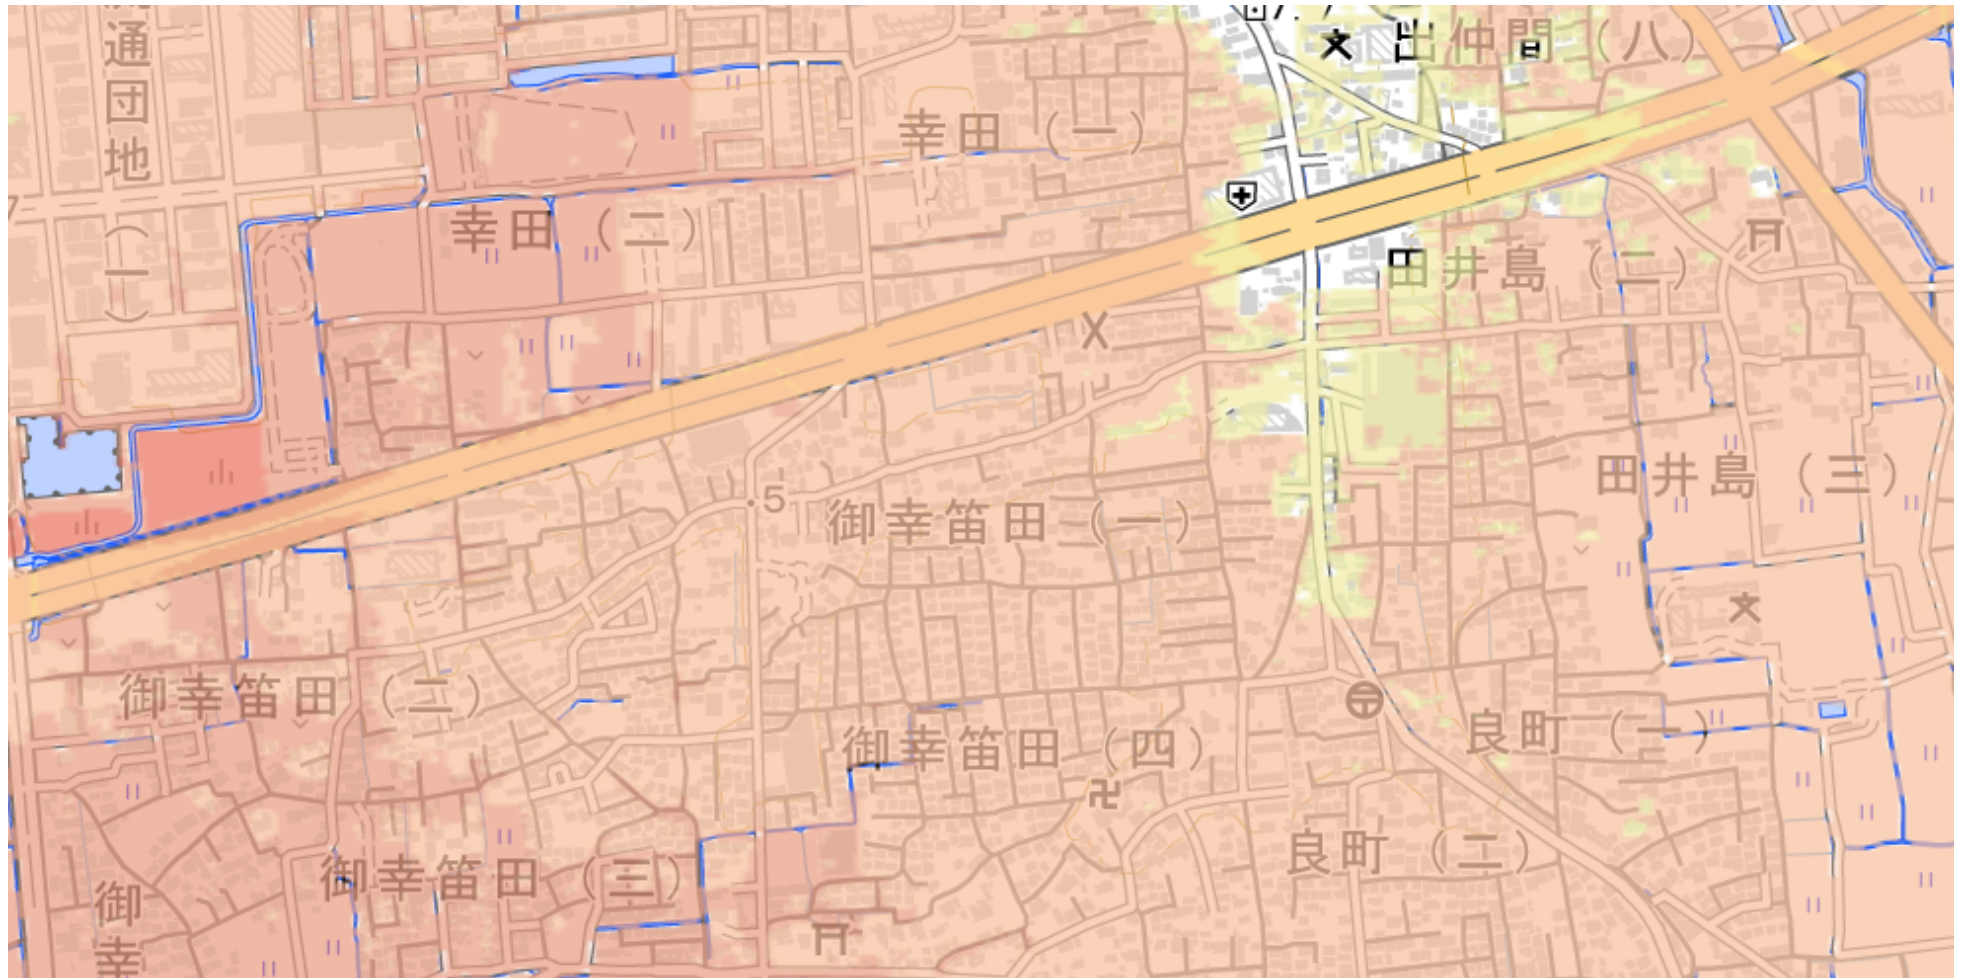 流通団地(一)
出仲間(八)
幸田(一)
幸田(二)
田井島(二)
田井島(三)
・5
御幸笛田(一)
御幸笛田(二)
御幸笛田(四)
良町(一)
良町(二)
御幸笛田(三)
御幸